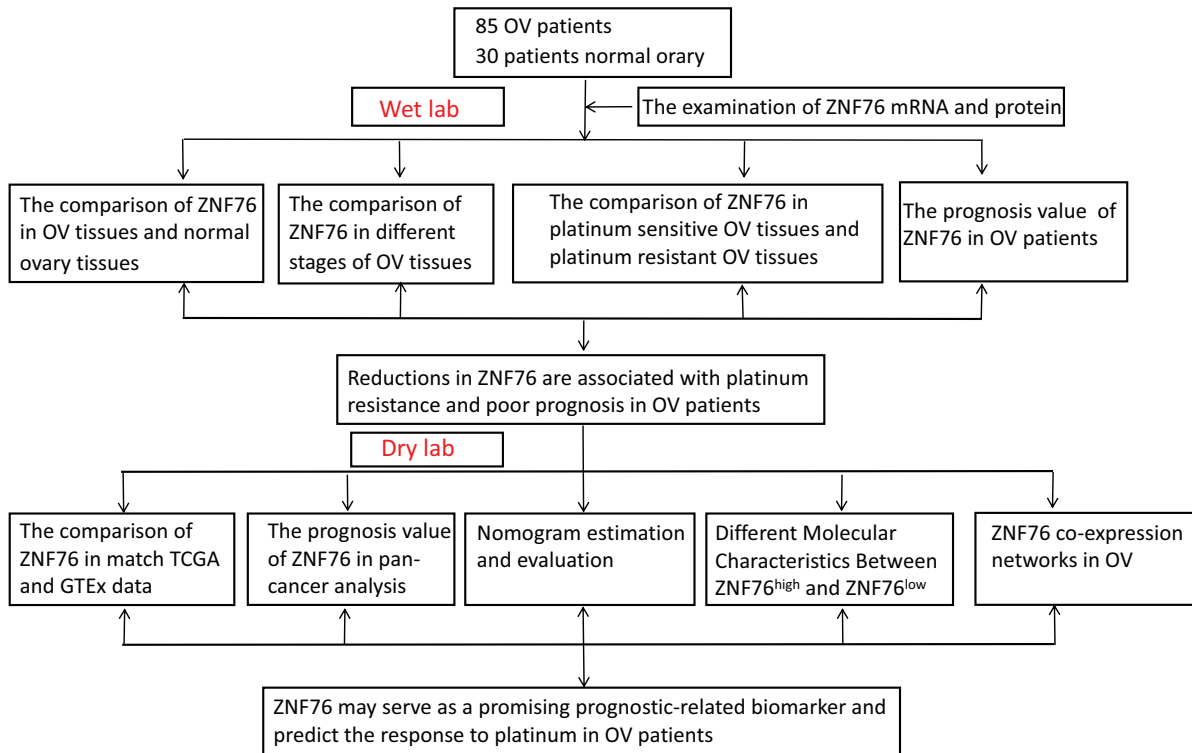 85 OV patients
30 patients normal orary
Wet lab
The examination of ZNF76 mRNA and protein
The comparison of ZNF76
in OV tissues and normal
ovary tissues
The comparison of
ZNF76 in different
stages of OV tissues
The comparison of ZNF76 in
platinum sensitive OV tissues and
platinum resistant OV tissues
The prognosis value of
ZNF76 in OV patients
Reductions in ZNF76 are associated with platinum
resistance and poor prognosis in OV patients
Dry lab
The comparison of
ZNF76 in match TCGA
and GTEx data
The prognosis value
of ZNF76 in pan-
cancer analysis
Nomogram estimation
and evaluation
Different Molecular
Characteristics Between
ZNF76high and ZNF76low
ZNF76 co-expression
networks in OV
ZNF76 may serve as a promising prognostic-related biomarker and
predict the response to platinum in OV patients